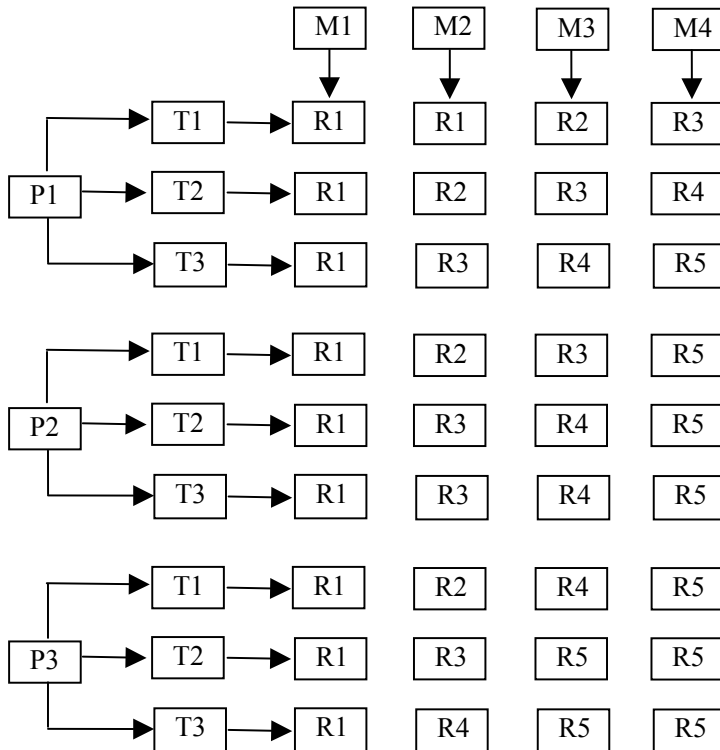 M1 M2 M3 M4
T1 R1 R1 R2 R3
P1 T2 R1 R2 R3 R4
T3 R1 R3 R4 R5
T1 R1 R2 R3 R5
P2 T2 R1 R3 R4 R5
T3 R1 R3 R4 R5
T1 R1 R2 R4 R5
P3 T2 R1 R3 R5 R5
T3 R1 R4 R5 R5